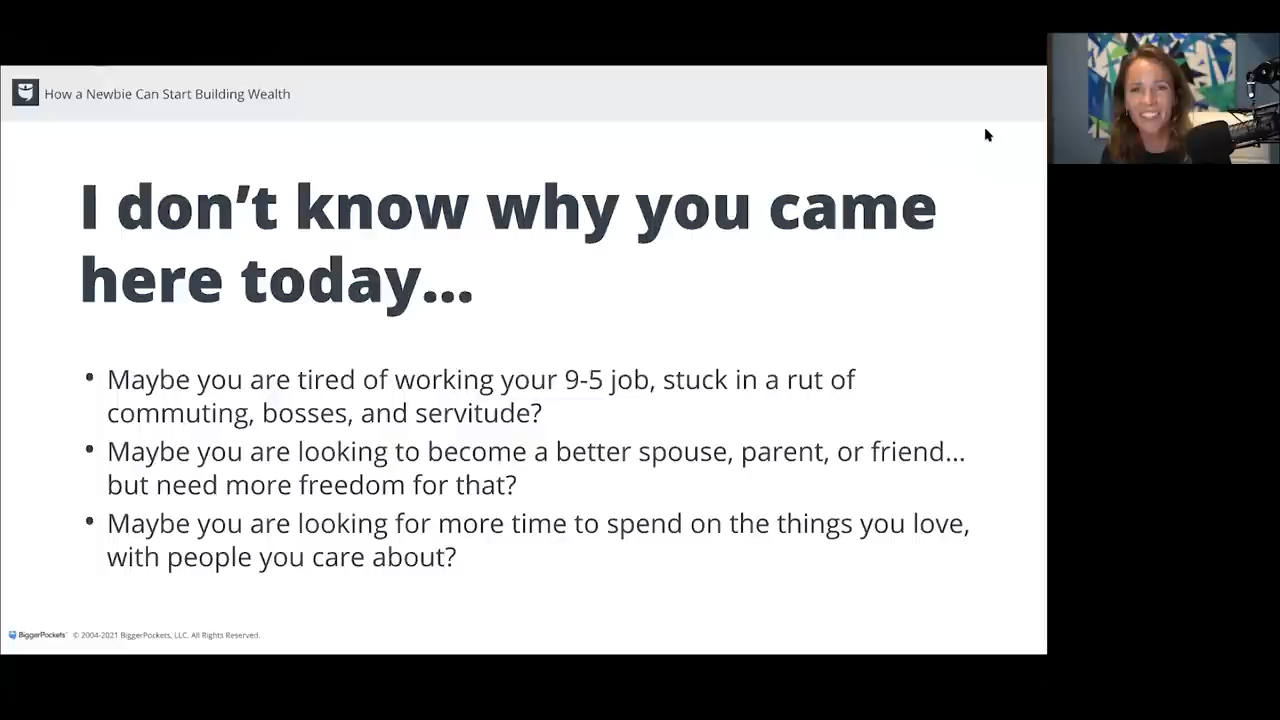 How a Newbie Can Start Building Wealth
I don’t know why you came
here today...
• Maybe you are tired of working your 9-5 job, stuck in a rut of
commuting, bosses, and servitude?
• Maybe you are looking to become a better spouse, parent, or friend...
but need more freedom for that?
• Maybe you are looking for more time to spend on the things you love,
with people you care about?
BiggerPockets © 2004-2021 BiggerPockets, LLC. All Rights Reserved.